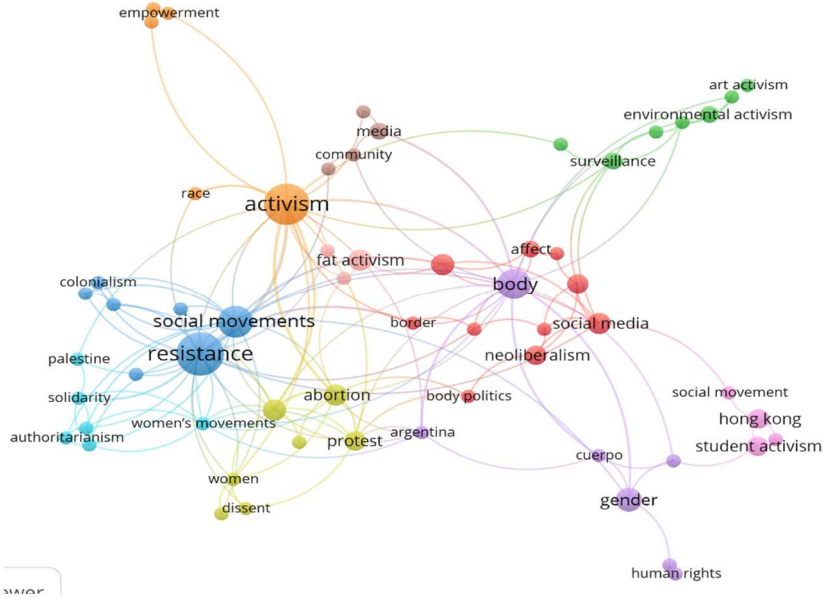 empowerment
art activism
environmental activism
media
community
surveillance
race
activism
affect
fat activism
colonialism
body
social movements
border
social media
resistance
neoliberalism
palestine
solidarity
abortion
body politics
social movement
authoritarianism
women's movements
argentina
hong kong
protest
student activism
cuerpo
women
gender
dissent
human rights